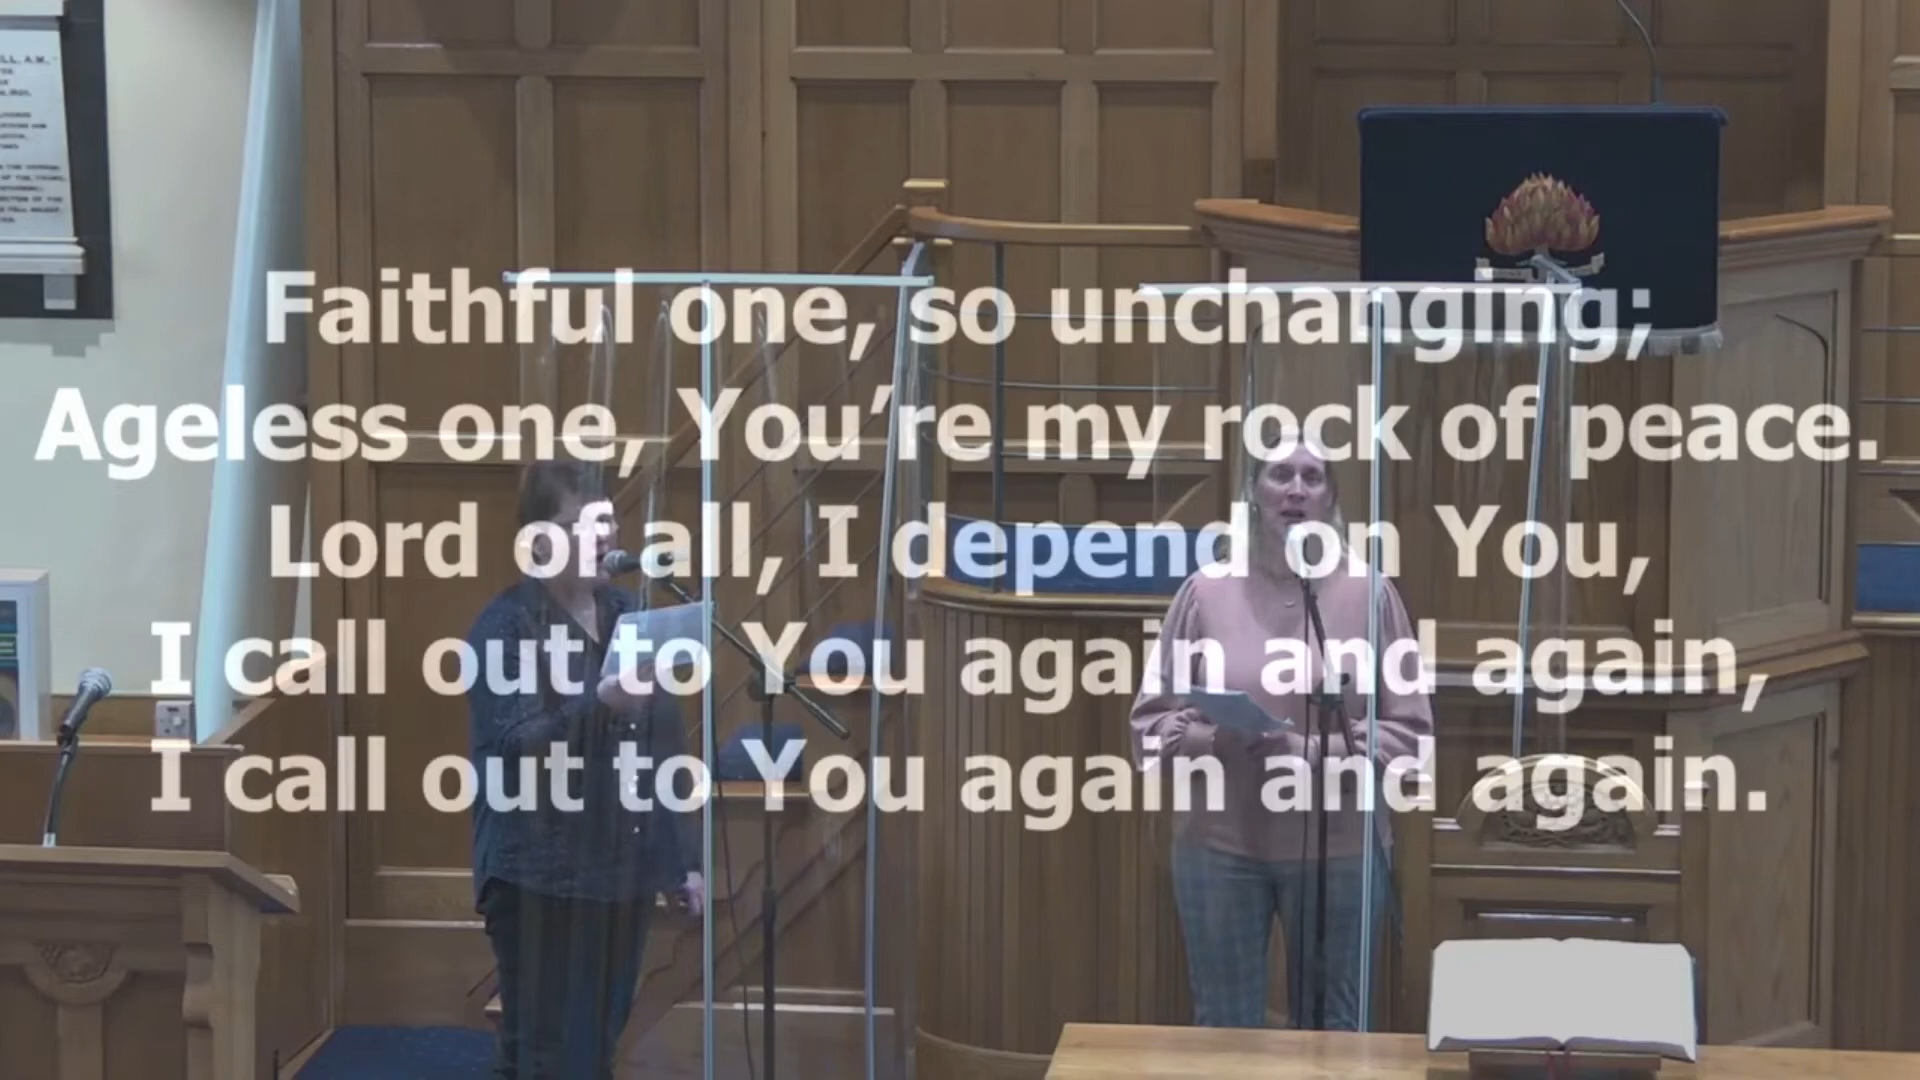 LL, A.M.
Faithful one, so unchanging;
Ageless one, You're my rock of peace.
Lord of all, I depend on You,
I call out to You again and again,
I call out to You again and again.